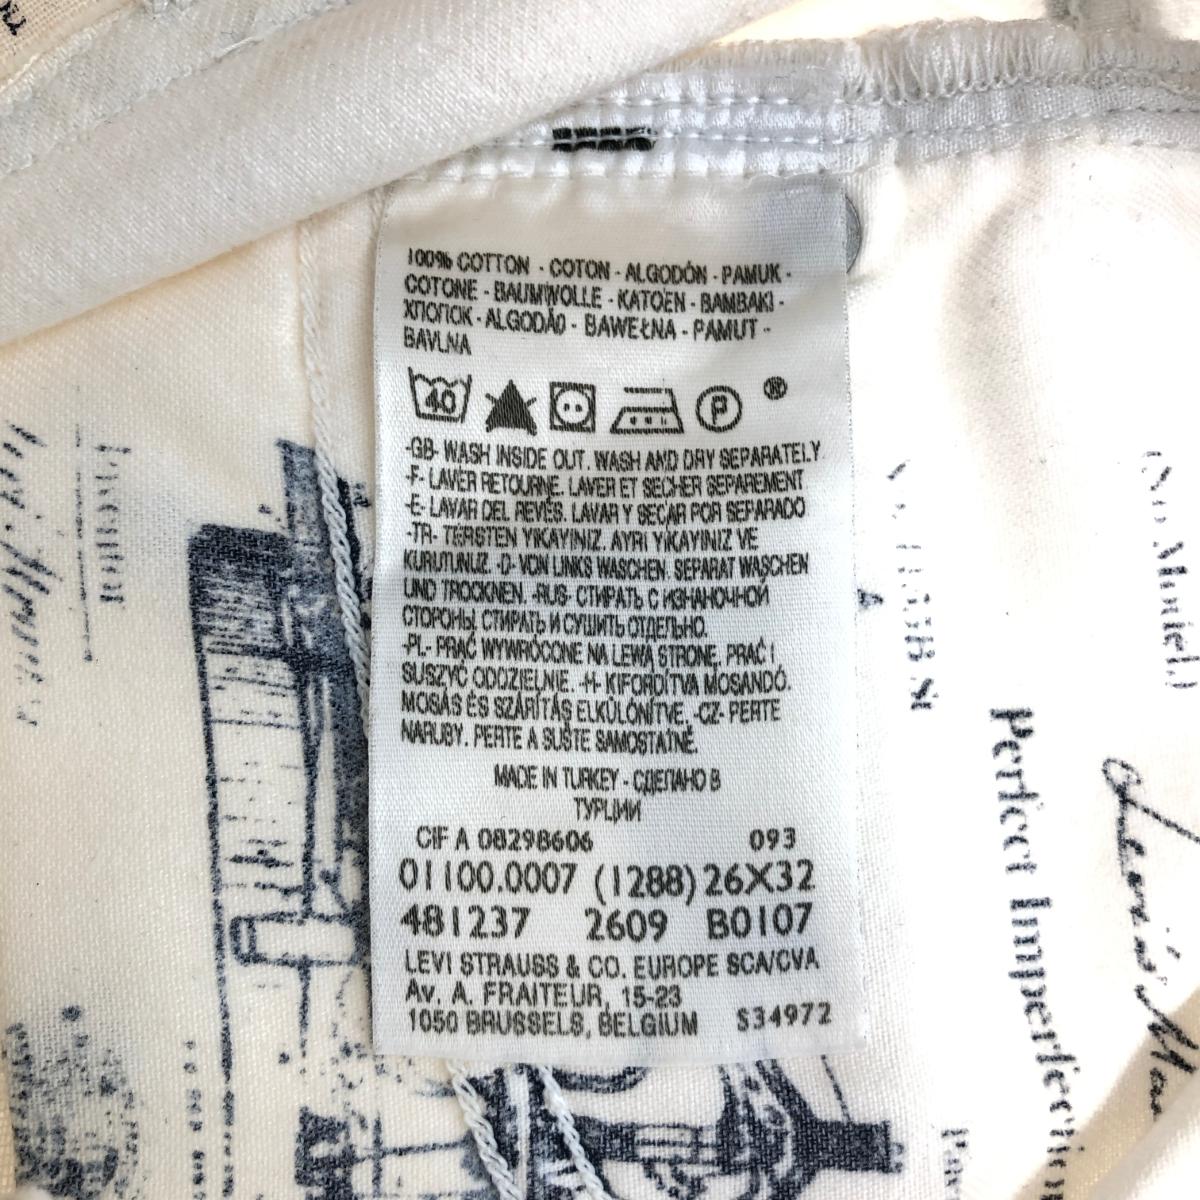 100% COTTON - COTON - ALGODÓN - PAMUK -
COTONE - BAUMWOLLE - KATOEN - BAMBAKI -
ХЛОПОК - ALGODÃO - BAWEŁNA - PAMUT -
BAVLNA
40 P ®
-GB- WASH INSIDE OUT. WASH AND DRY SEPARATELY
-F- LAVER RETOURNE. LAVER ET SECHER SEPAREMENT
-E- LAVAR DEL REVÉS. LAVAR Y SECAR POR SEPARADO
-TR- TERSTEN YIKAYINIZ. AYRI YIKAYINIZ VE
KURUTUNUZ. -D- VON LINKS WASCHEN. SEPARAT WASCHEN
UND TROCKNEN. -RUS- СТИРАТЬ С ИЗНАНОЧНОЙ
СТОРОНЫ. СТИРАТЬ И СУШИТЬ ОТДЕЛЬНО.
-PL- PRAĆ WYWRÓCONE NA LEWĄ STRONĘ. PRAĆ I
SUSZYĆ ODDZIELNIE. -H- KIFORDÍTVA MOSANDÓ.
MOSÁS ÉS SZÁRÍTÁS ELKÜLÖNÍTVE. -CZ- PERTE
NARUBY. PERTE A SUŠTE SAMOSTATNĚ.
MADE IN TURKEY - СДЕЛАНО В
ТУРЦИИ
CIF A 08298606 093
01100.0007 (1288) 26X32
481237 2609 B0107
LEVI STRAUSS & CO. EUROPE SCA/CVA
Av. A. FRAITEUR, 15-23
1050 BRUSSELS, BELGIUM S34972
Inventor
(No Model.)
Perfect Imperfection